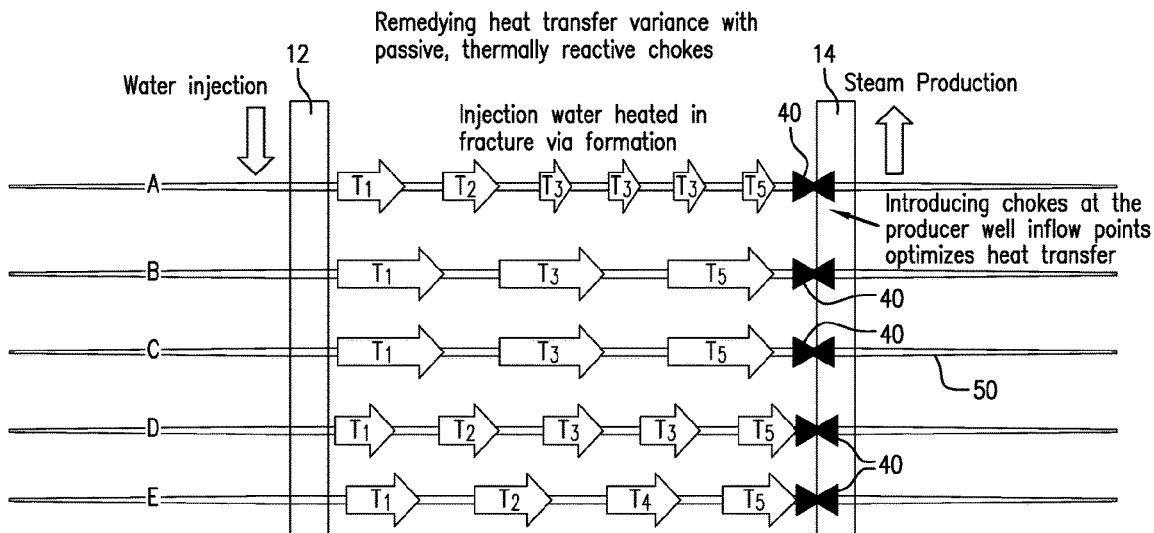 Remedying heat transfer variance with
passive, thermally reactive chokes
12
14
Water injection
Steam Production
Injection water heated in
fracture via formation
40
A T1 T2 T3 T3 T3 T5
Introducing chokes at the
producer well inflow points
optimizes heat transfer
B T1 T3 T5
40
40
C T1 T3 T5
50
D T1 T2 T3 T3 T5
40
E T1 T2 T4 T5